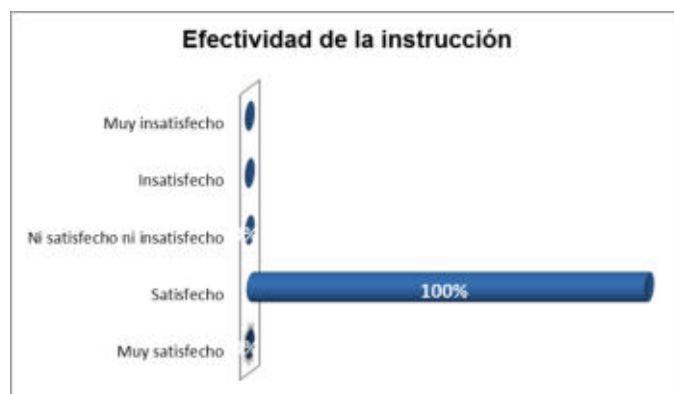 Efectividad de la instrucción
Muy insatisfecho
Insatisfecho
Ni satisfecho ni insatisfecho
Satisfecho
100%
Muy satisfecho